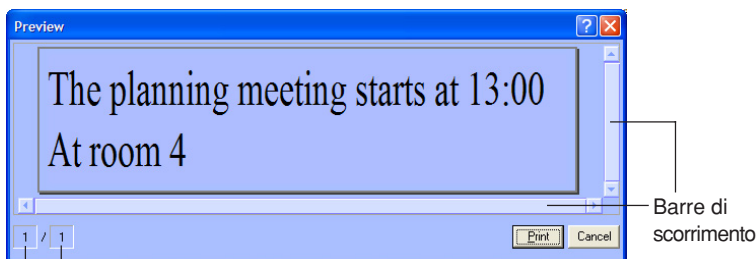 Preview
The planning meeting starts at 13:00
At room 4
Barre di
scorrimento
1 / 1
Print
Cancel